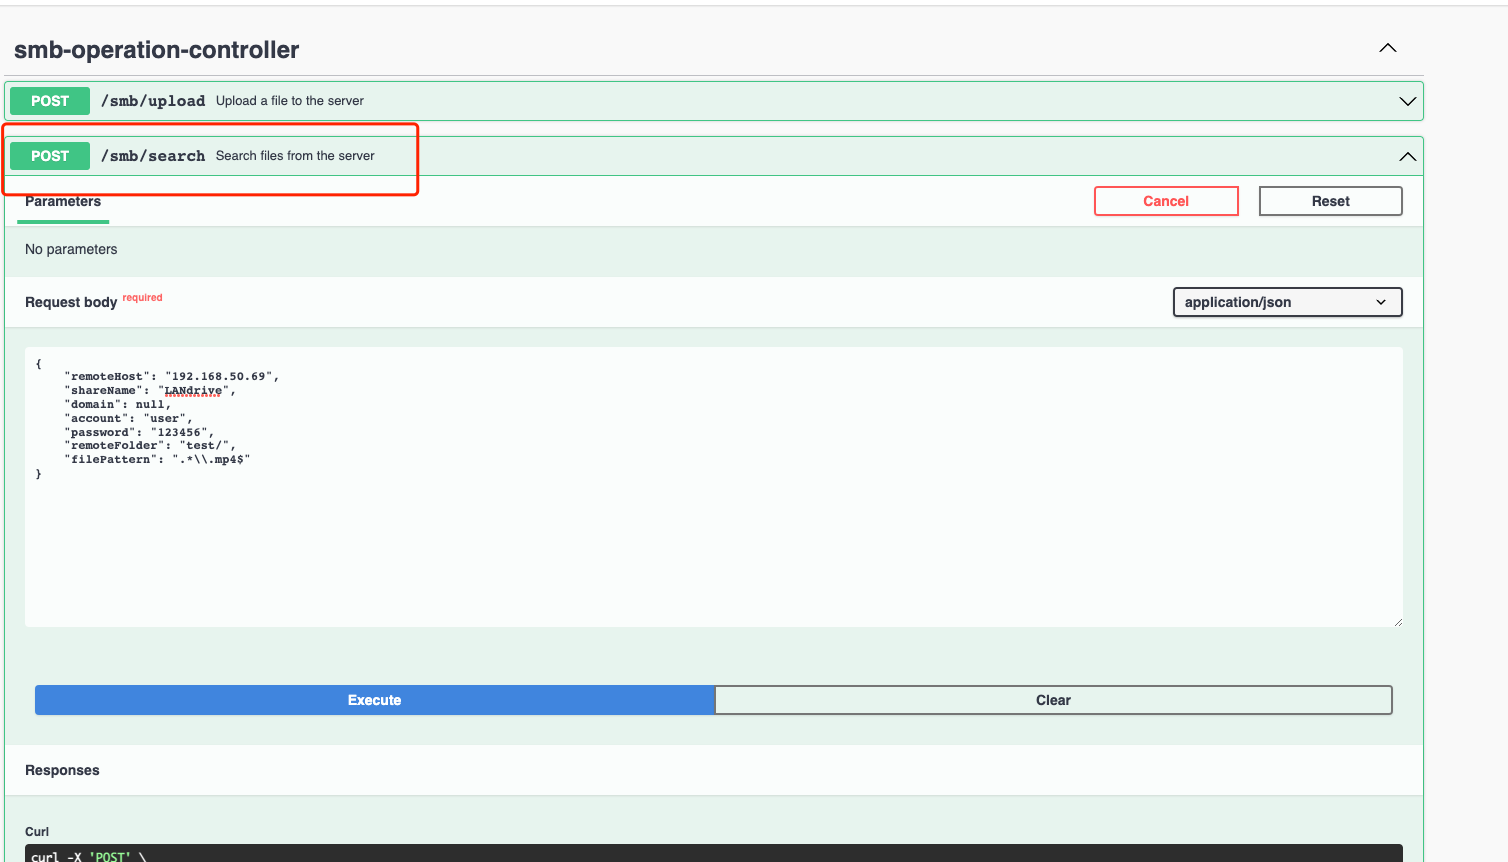 smb-operation-controller
POST /smb/upload Upload a file to the server
POST /smb/search Search files from the server
Parameters
Cancel
Reset
No parameters
Request body required
application/json
{
    "remoteHost": "192.168.50.69",
    "shareName": "LANdrive",
    "domain": null,
    "account": "user",
    "password": "123456",
    "remoteFolder": "test/",
    "filePattern": ".*\\.mp4$"
}
Execute
Clear
Responses
Curl
curl -X 'POST' \